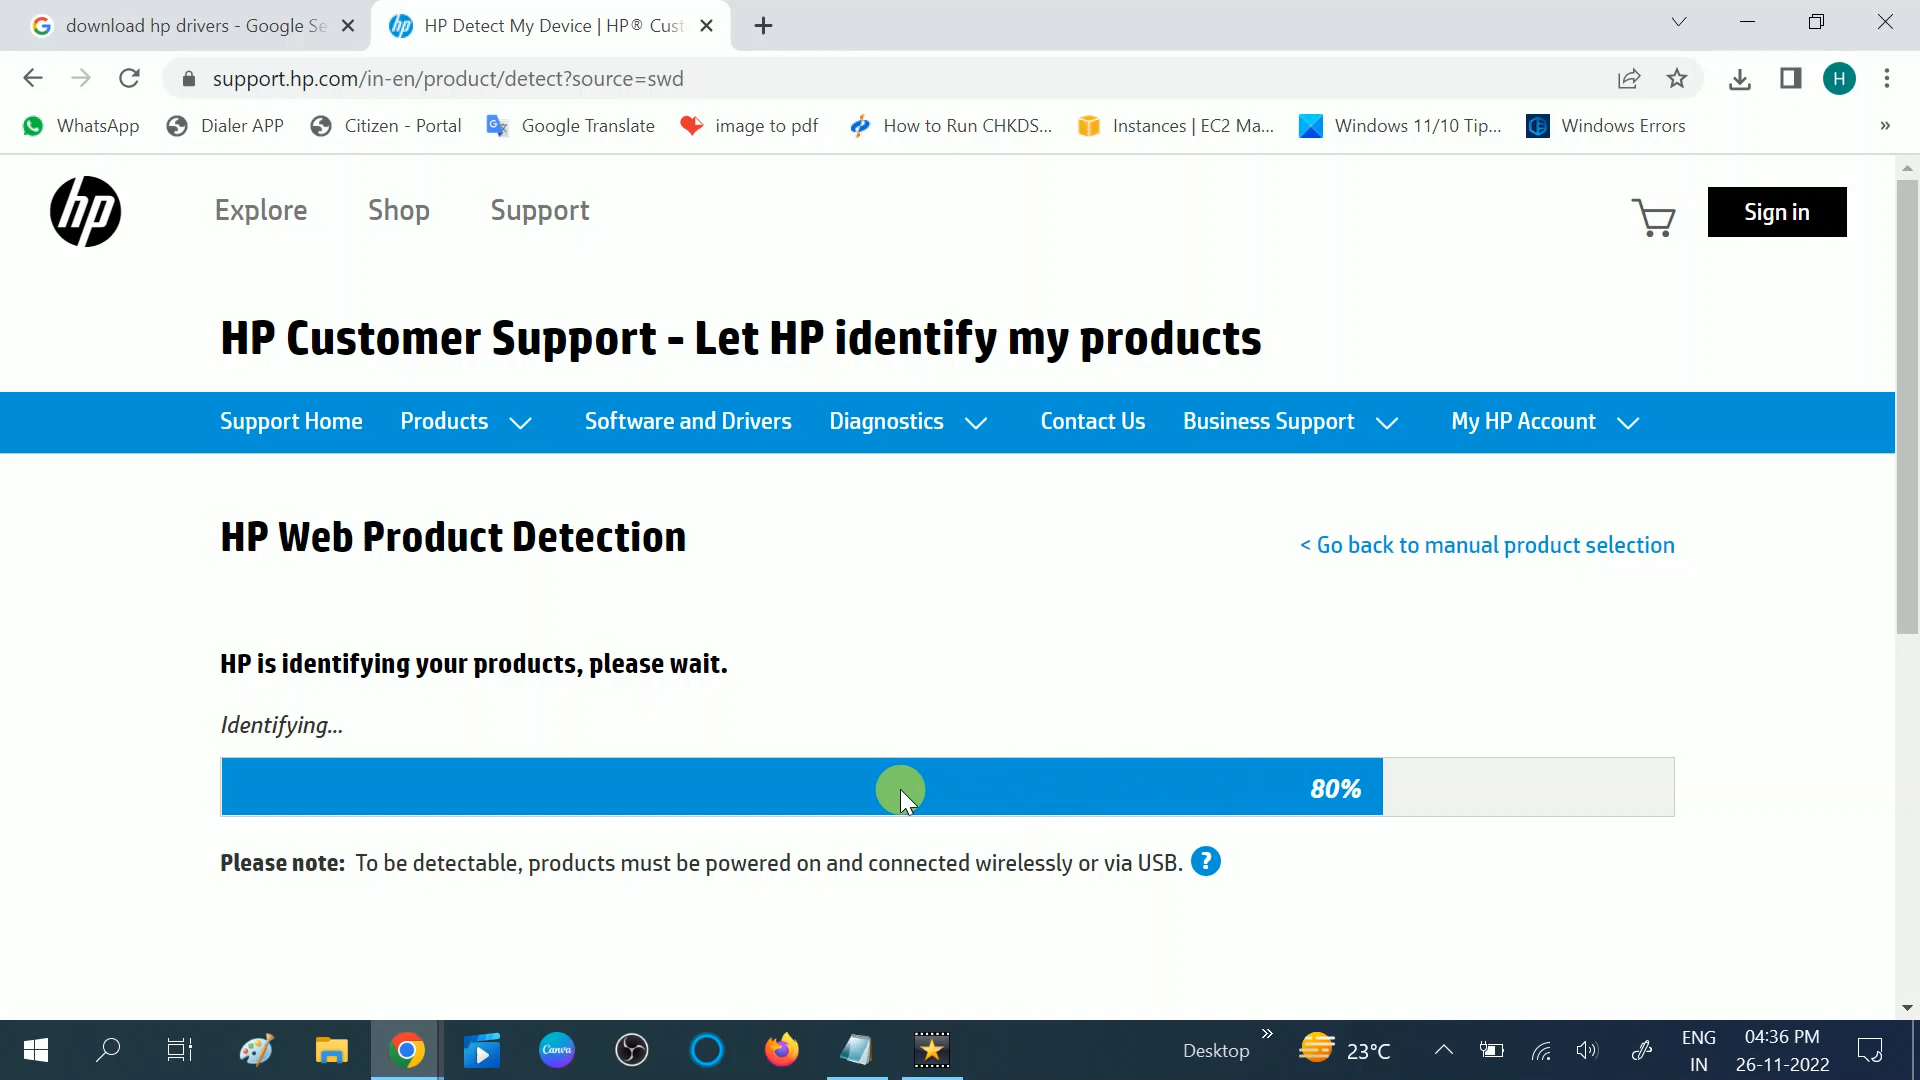 download hp drivers - Google Se
HP Detect My Device | HP® Cust
support.hp.com/in-en/product/detect?source=swd
H
WhatsApp
Dialer APP
Citizen - Portal
Google Translate
image to pdf
How to Run CHKDS...
Instances | EC2 Ma...
Windows 11/10 Tip...
Windows Errors
»
hp
Explore
Shop
Support
Sign in
HP Customer Support - Let HP identify my products
Support Home
Products
Software and Drivers
Diagnostics
Contact Us
Business Support
My HP Account
HP Web Product Detection
< Go back to manual product selection
HP is identifying your products, please wait.
Identifying...
80%
Please note: To be detectable, products must be powered on and connected wirelessly or via USB. ?
Canva
Desktop
»
23°C
ENG
IN
04:36 PM
26-11-2022